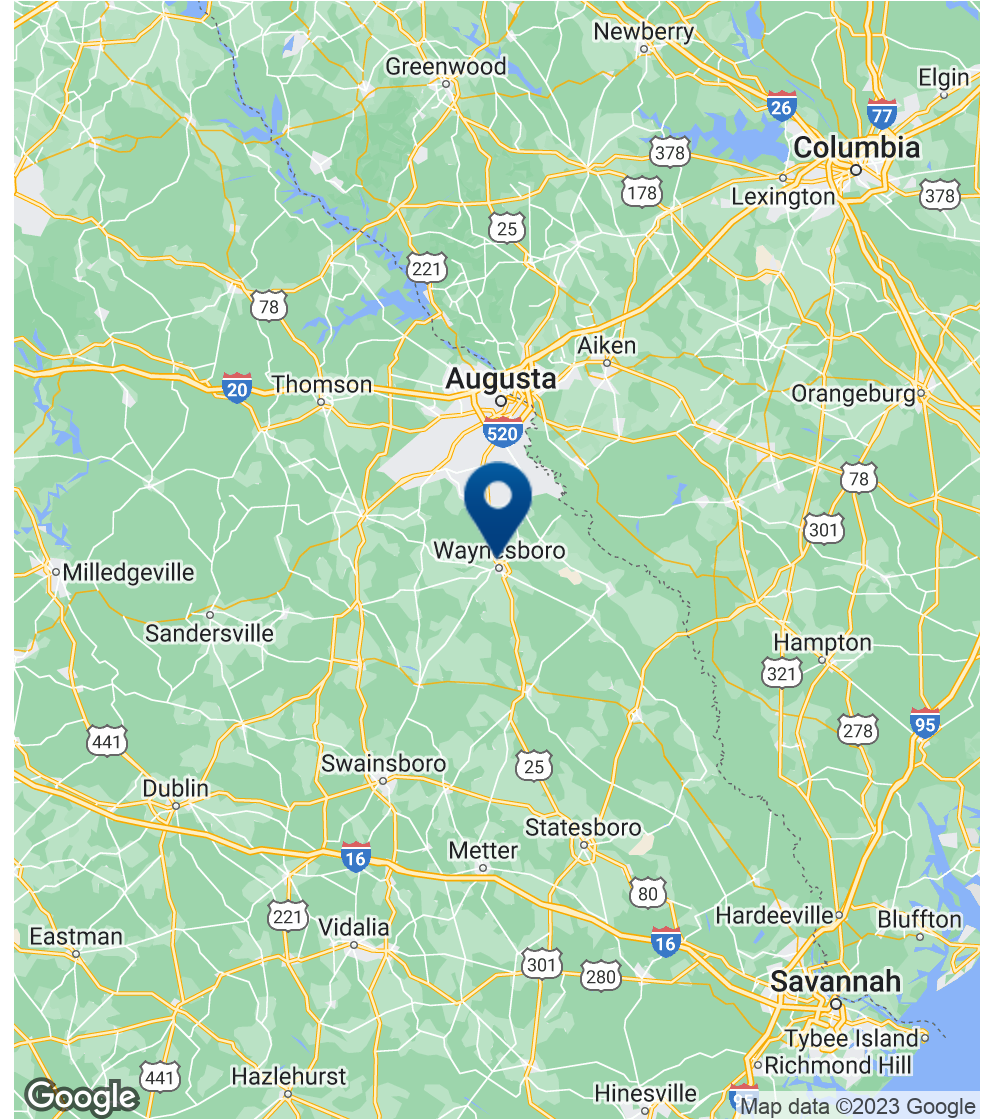 Newberry
Greenwood
Elgin
26
77
Columbia
378
178
Lexington
378
25
221
78
Aiken
20
Thomson
Augusta
Orangeburg
520
78
301
Waynesboro
Milledgeville
Sandersville
Hampton
321
441
278
95
Swainsboro
25
Dublin
Statesboro
16
Metter
80
221
Hardeeville
Bluffton
Vidalia
Eastman
16
301
280
Savannah
Tybee Island
Richmond Hill
441
Hazlehurst
Hinesville
Google
Map data ©2023 Google